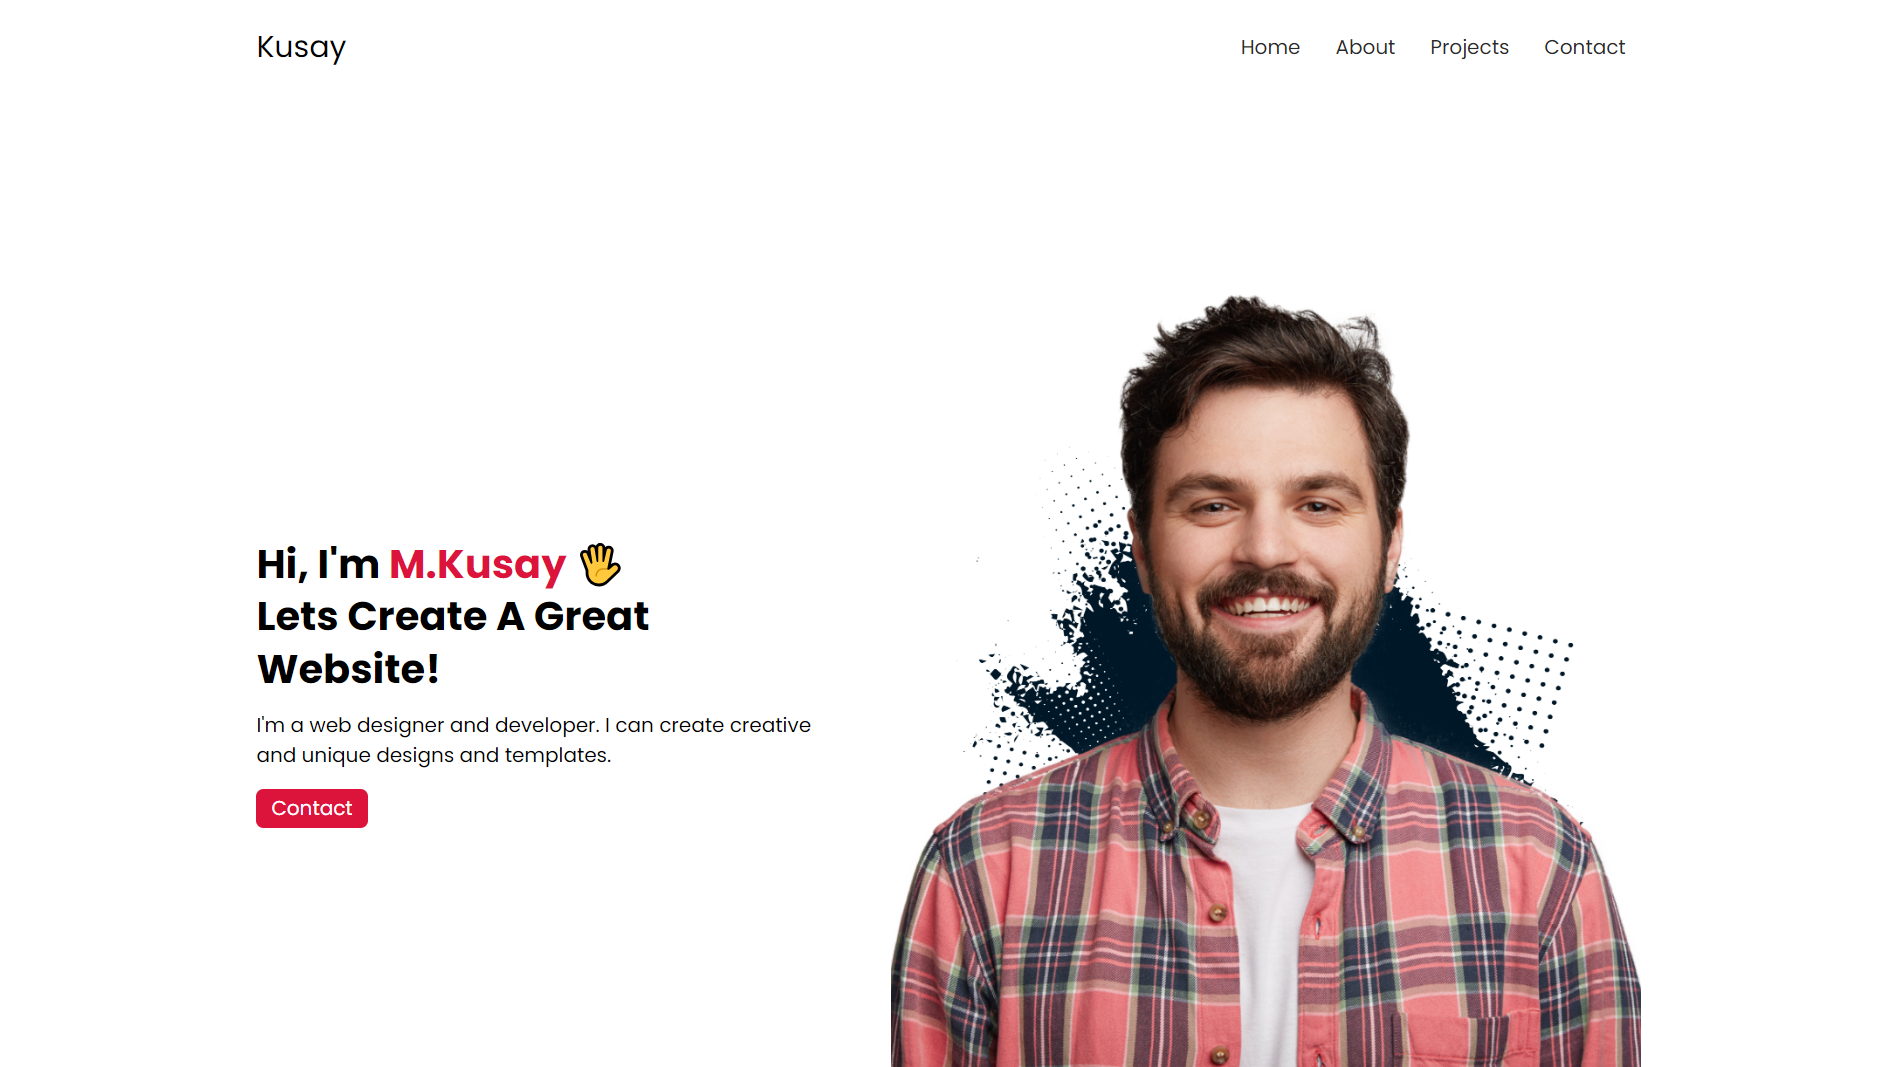 Kusay
Home
About
Projects
Contact
Hi, I'm M.Kusay 🖐
Lets Create A Great
Website!
I'm a web designer and developer. I can create creative
and unique designs and templates.
Contact